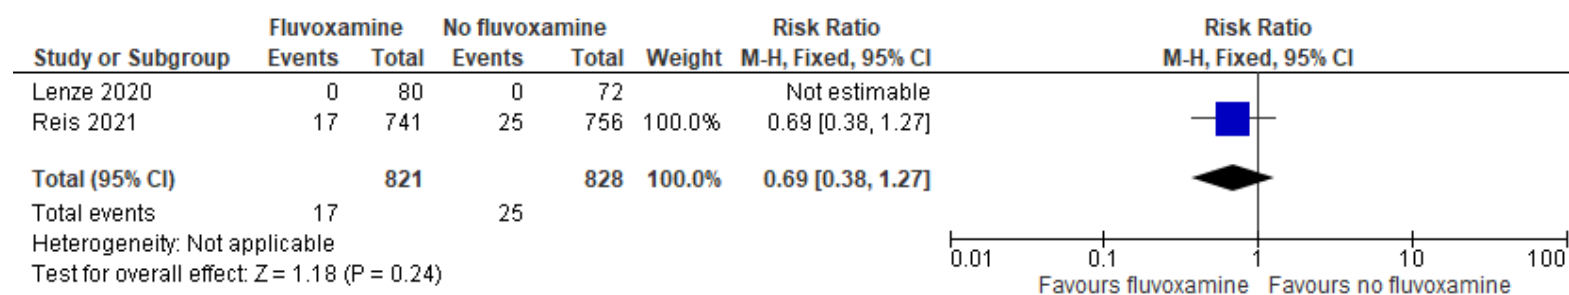 Fluvoxamine No fluvoxamine Risk Ratio Risk Ratio
Study or Subgroup Events Total Events Total Weight M-H, Fixed, 95% CI M-H, Fixed, 95% CI
Lenze 2020 0 80 0 72 Not estimable
Reis 2021 17 741 25 756 100.0% 0.69 [0.38, 1.27]
Total (95% CI) 821 828 100.0% 0.69 [0.38, 1.27]
Total events 17 25
Heterogeneity: Not applicable
Test for overall effect: Z = 1.18 (P = 0.24)
0.01 0.1 1 10 100
Favours fluvoxamine Favours no fluvoxamine